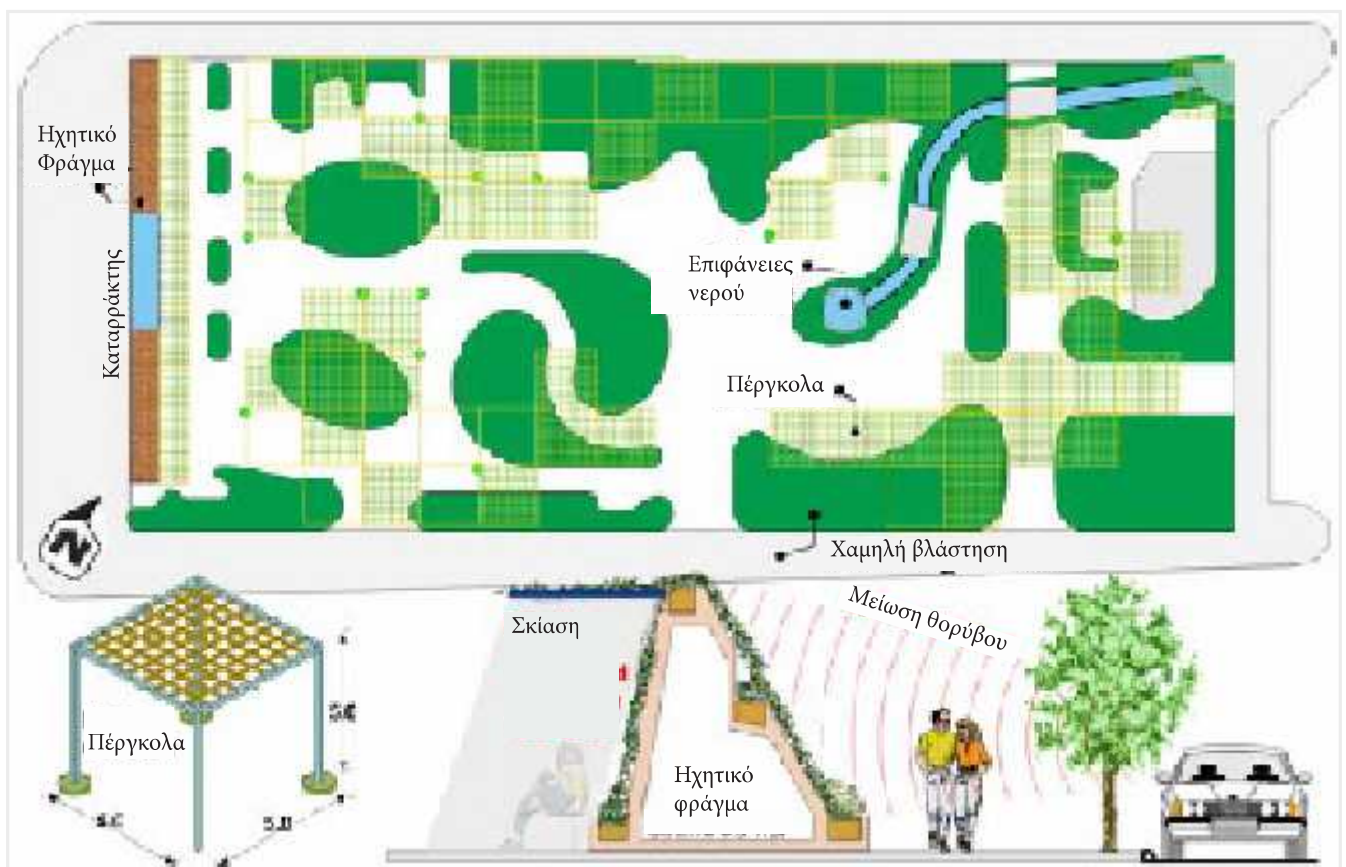 Ηχητικό
Φράγμα
Καταρράκτης
Επιφάνειες
νερού
Πέργκολα
Χαμηλή βλάστηση
Σκίαση
Μείωση θορύβου
Πέργκολα
Ηχητικό
φράγμα